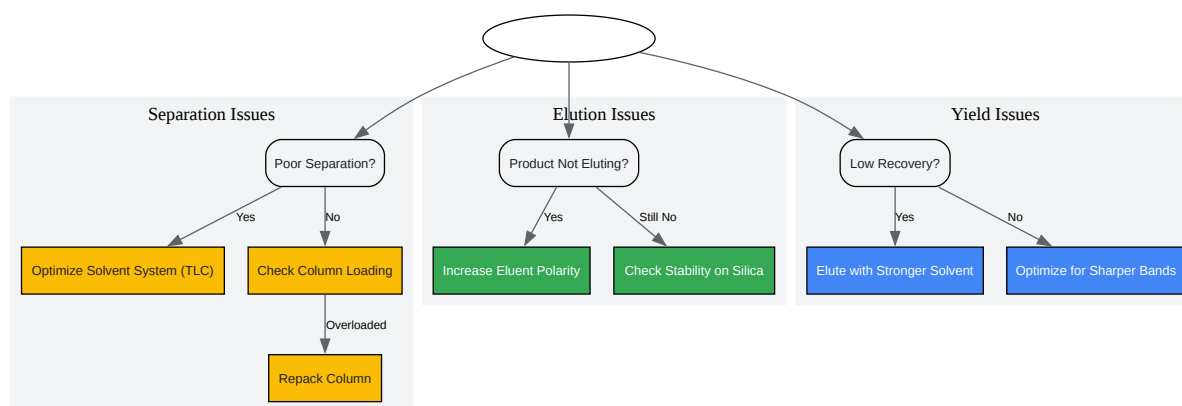 Separation Issues
Elution Issues
Yield Issues
Poor Separation?
Product Not Eluting?
Low Recovery?
Yes
No
Yes
Still No
Yes
No
Optimize Solvent System (TLC)
Check Column Loading
Increase Eluent Polarity
Check Stability on Silica
Elute with Stronger Solvent
Optimize for Sharper Bands
Overloaded
Repack Column